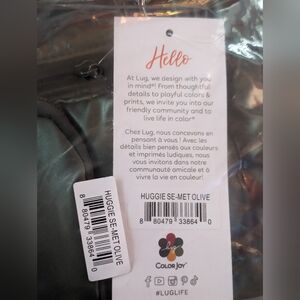 Hello
At Lug, we design with you
in mind®! From thoughtful
details to playful colors &
prints, we invite you into our
friendly community and to
live life in color®
Chez Lug, nous concevons en
pensant à vous ! Avec les
détails bien pensés aux couleurs
et imprimés ludiques, nous
vous invitons dans notre
communauté amicale et à
vivre la vie en couleur!
HUGGIE SE-MET OLIVE
8 80479 33864 0
COLORJOY
#LUGLIFE
HUGGIE SE-MET OLIVE
8 80479 33864 0